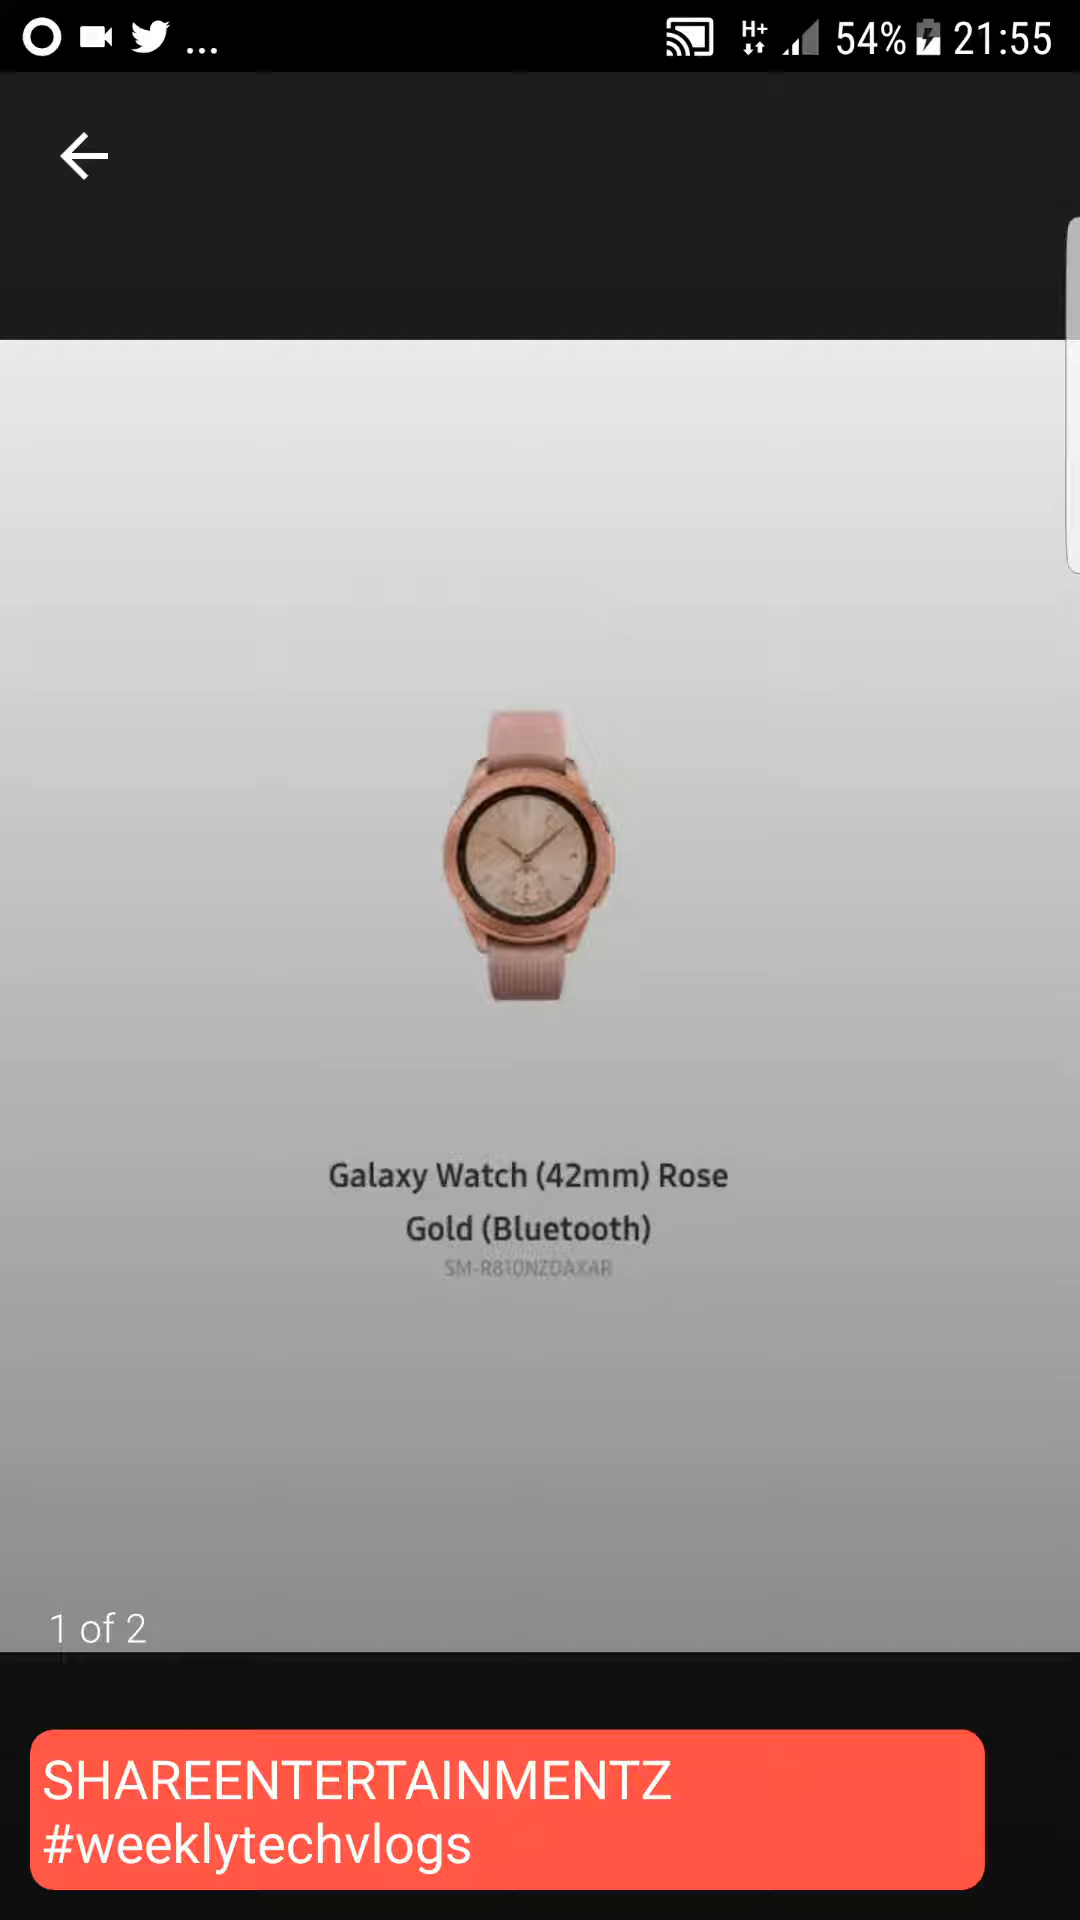 ... H+ 54% 21:55
Galaxy Watch (42mm) Rose
Gold (Bluetooth)
SM-R810NZDAXAR
1 of 2
SHAREENTERTAINMENTZ
#weeklytechvlogs